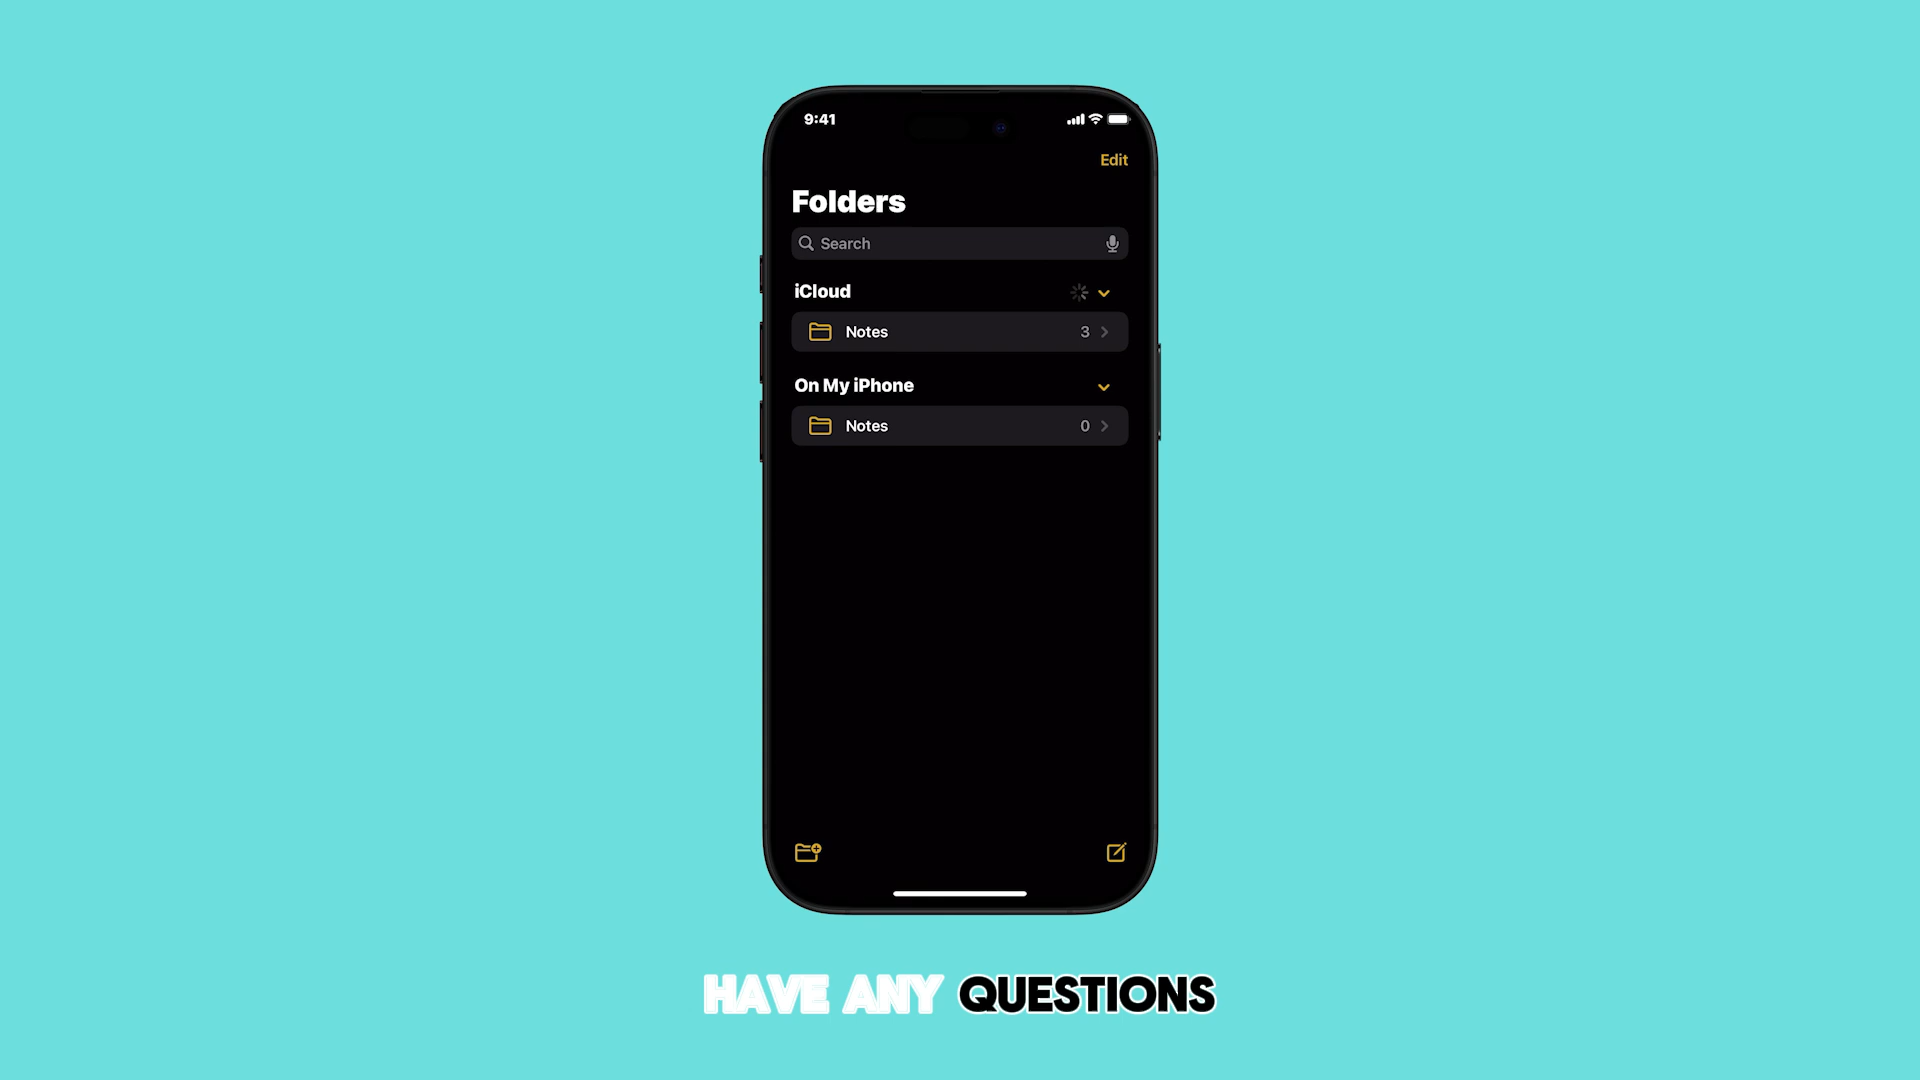 9:41
Edit
Folders
Search
iCloud
Notes 3
On My iPhone
Notes 0
HAVE ANY QUESTIONS